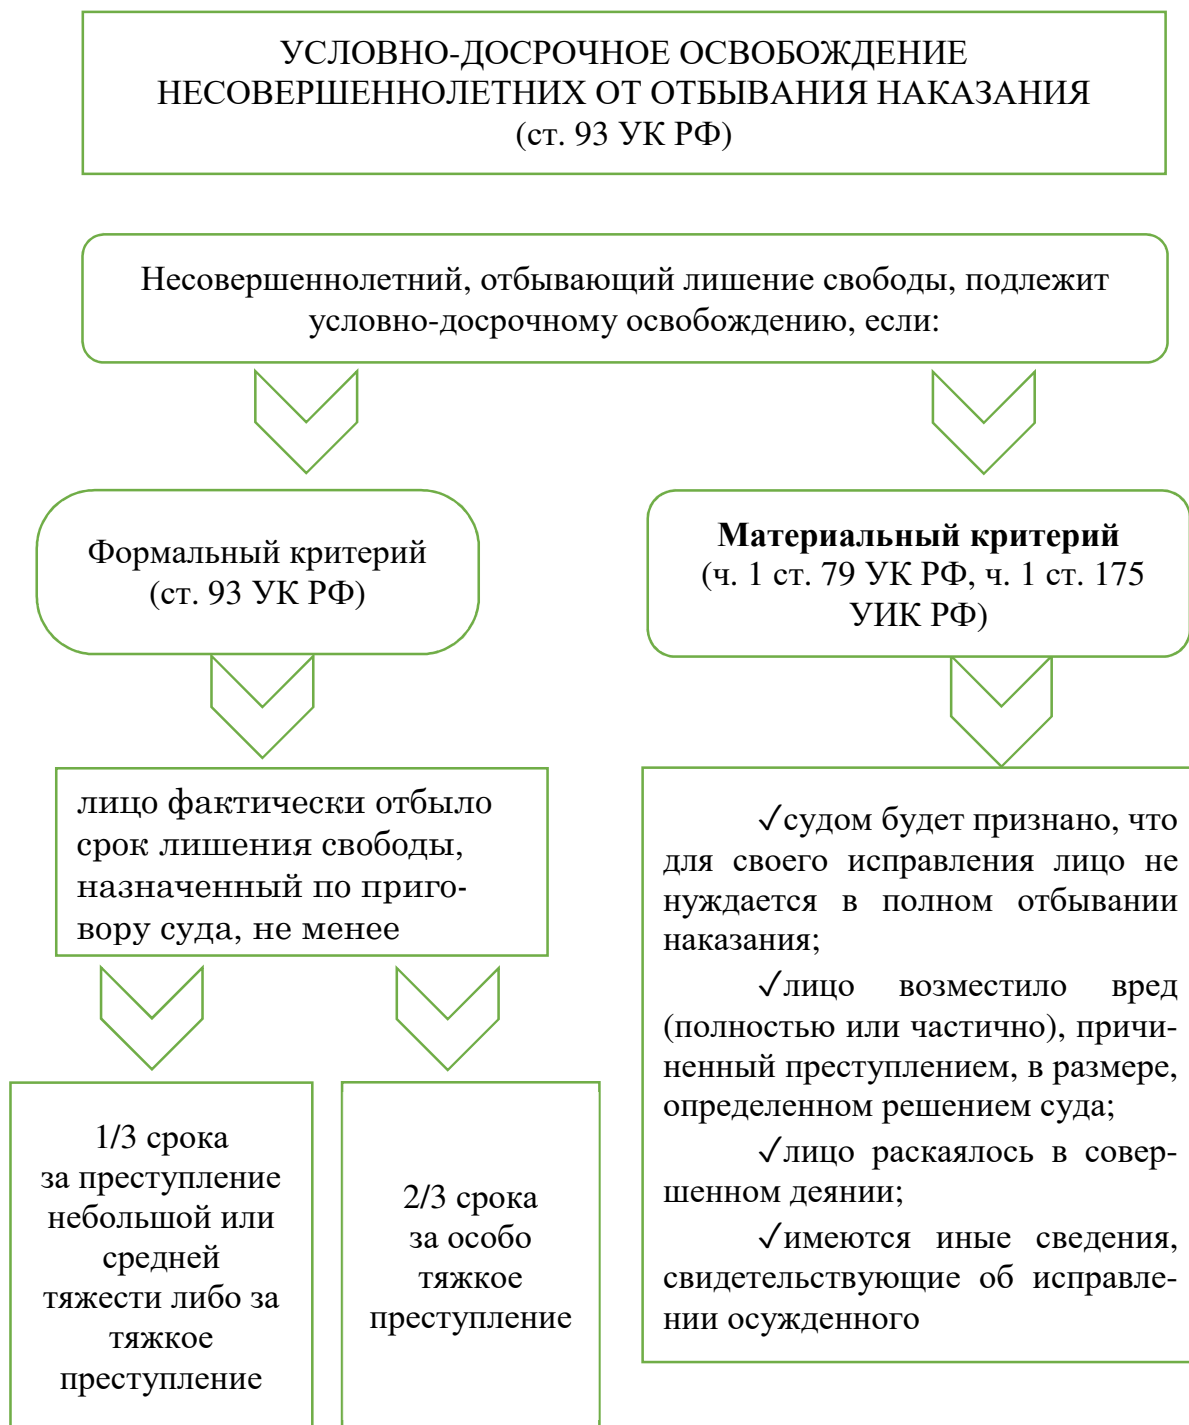 УСЛОВНО-ДОСРОЧНОЕ ОСВОБОЖДЕНИЕ
НЕСОВЕРШЕННОЛЕТНИХ ОТ ОТБЫВАНИЯ НАКАЗАНИЯ
(ст. 93 УК РФ)
Несовершеннолетний, отбывающий лишение свободы, подлежит
условно-досрочному освобождению, если:
Формальный критерий
(ст. 93 УК РФ)
лицо фактически отбыло
срок лишения свободы,
назначенный по приго-
вору суда, не менее
1/3 срока
за преступление
небольшой или
средней
тяжести либо за
тяжкое
преступление
2/3 срока
за особо
тяжкое
преступление
Материальный критерий
(ч. 1 ст. 79 УК РФ, ч. 1 ст. 175
УИК РФ)
✓судом будет признано, что
для своего исправления лицо не
нуждается в полном отбывании
наказания;
✓лицо возместило вред
(полностью или частично), причи-
ненный преступлением, в размере,
определенном решением суда;
✓лицо раскаялось в совер-
шенном деянии;
✓имеются иные сведения,
свидетельствующие об исправле-
нии осужденного